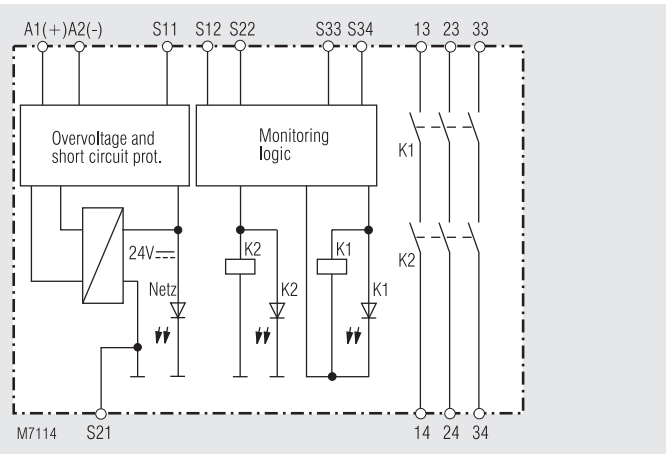 A1(+) A2(-) S11 S12 S22 S33 S34 13 23 33
Overvoltage and
short circuit prot.
Monitoring
logic
K1
24V
K2
K1
K2
Netz
K2
K1
M7114
S21
14 24 34